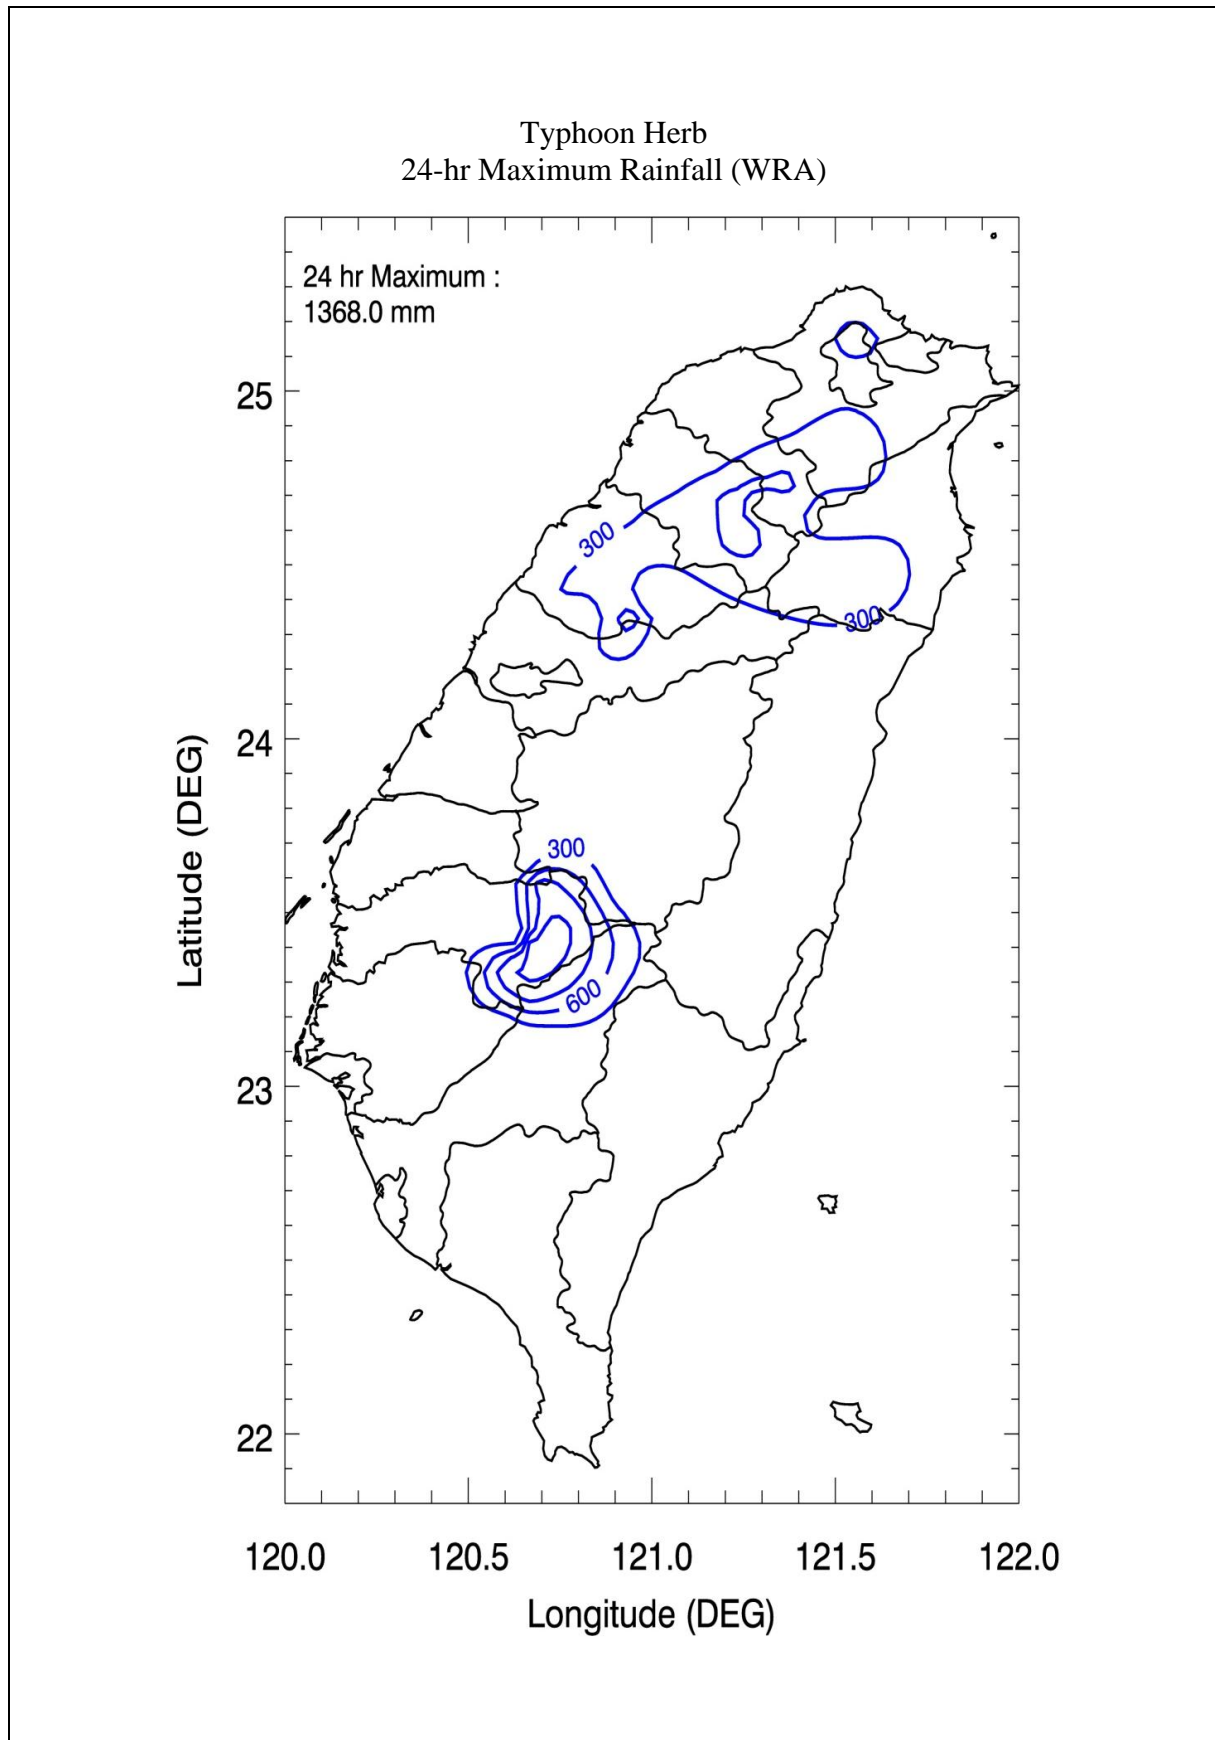 Typhoon Herb
24-hr Maximum Rainfall (WRA)
24 hr Maximum :
1368.0 mm
25
300
300
24
Latitude (DEG)
300
600
23
22
120.0 120.5 121.0 121.5 122.0
Longitude (DEG)